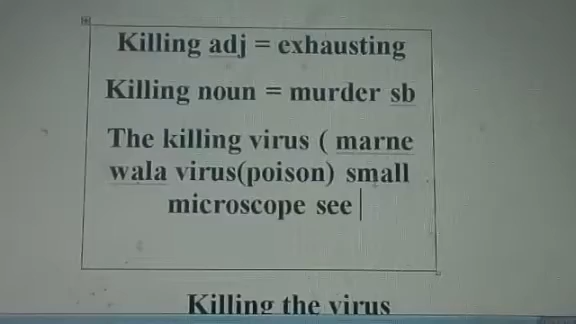 Killing adj = exhausting
Killing noun = murder sb
The killing virus ( marne
wala virus(poison) small
microscope see
Killing the virus